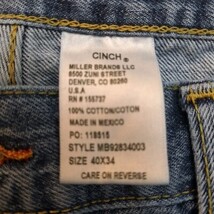 CINCH®
MILLER BRANDS LLC
8500 ZUNI STREET
DENVER, CO 80260
U.S.A
RN # 155737
100% COTTON/COTTON
MADE IN MEXICO
PO: 118515
STYLE MB92834003
SIZE 40X34
CARE ON REVERSE